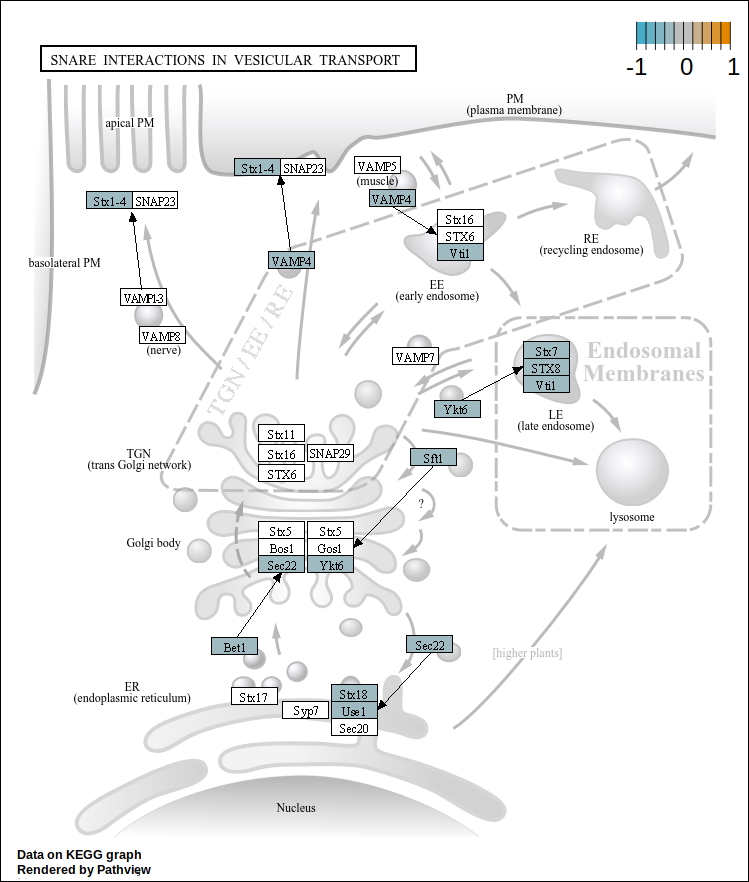 -1 0 1
SNARE INTERACTIONS IN VESICULAR TRANSPORT
PM
(plasma membrane)
apical PM
Stx1-4 SNAP23
VAMP5
(muscle)
Stx1-4 SNAP23
VAMP4
Stx16
STX6
Vti1
RE
(recycling endosome)
basolateral PM
VAMP4
EE
(early endosome)
VAMP1-3
VAMP8
(nerve)
TGN/EE/RE
VAMP7
Stx7
STX8
Vti1
Endosomal
Membranes
Ykt6
LE
(late endosome)
Stx11
Stx16 SNAP29
STX6
TGN
(trans Golgi network)
Sft1
lysosome
?
Golgi body
Stx5 Stx5
Bos1 Gos1
Sec22 Ykt6
Bet1
Sec22
[higher plants]
ER
(endoplasmic reticulum)
Stx17
Syp7
Stx18
Use1
Sec20
Nucleus
Data on KEGG graph
Rendered by Pathview